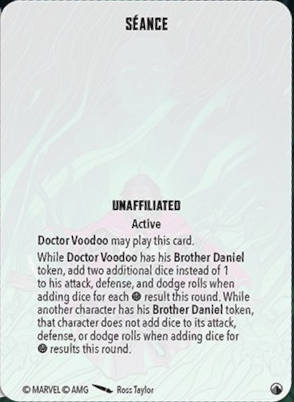 SÉANCE
UNAFFILIATED
Active
Doctor Voodoo may play this card.
While Doctor Voodoo has his Brother Daniel
token, add two additional dice instead of 1
to his attack, defense, and dodge rolls when
adding dice for each result this round. While
another character has his Brother Daniel token,
that character does not add dice to its attack,
defense, or dodge rolls when adding dice for
results this round.
© MARVEL © AMG Ross Taylor